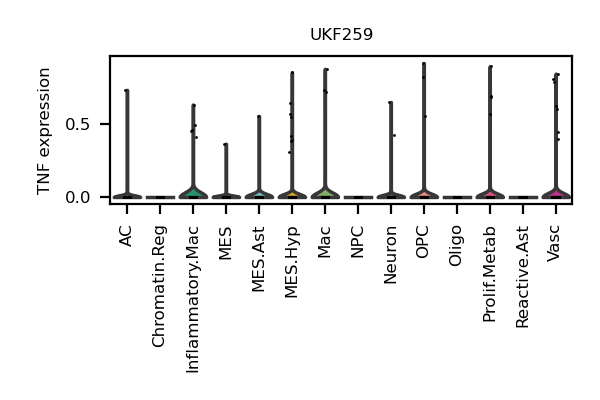 UKF259
TNF expression
0.5
0.0
AC
Chromatin.Reg
Inflammatory.Mac
MES
MES.Ast
MES.Hyp
Mac
NPC
Neuron
OPC
Oligo
Prolif.Metab
Reactive.Ast
Vasc